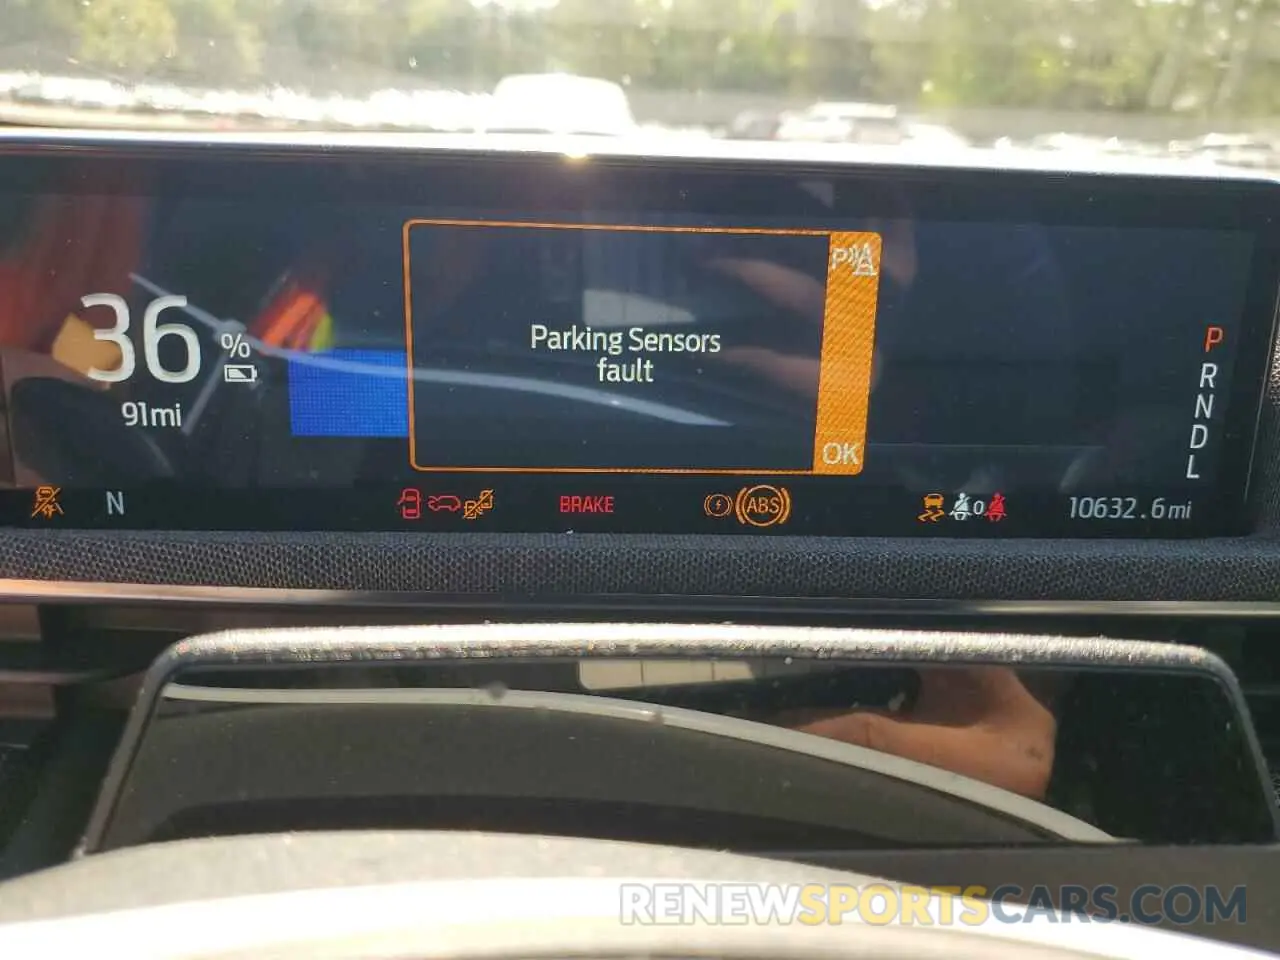 36 %
91mi
Parking Sensors
fault
P
OK
P
R
N
D
L
N
BRAKE
ABS
0
10632.6mi
RENEWSPORTSCARS.COM